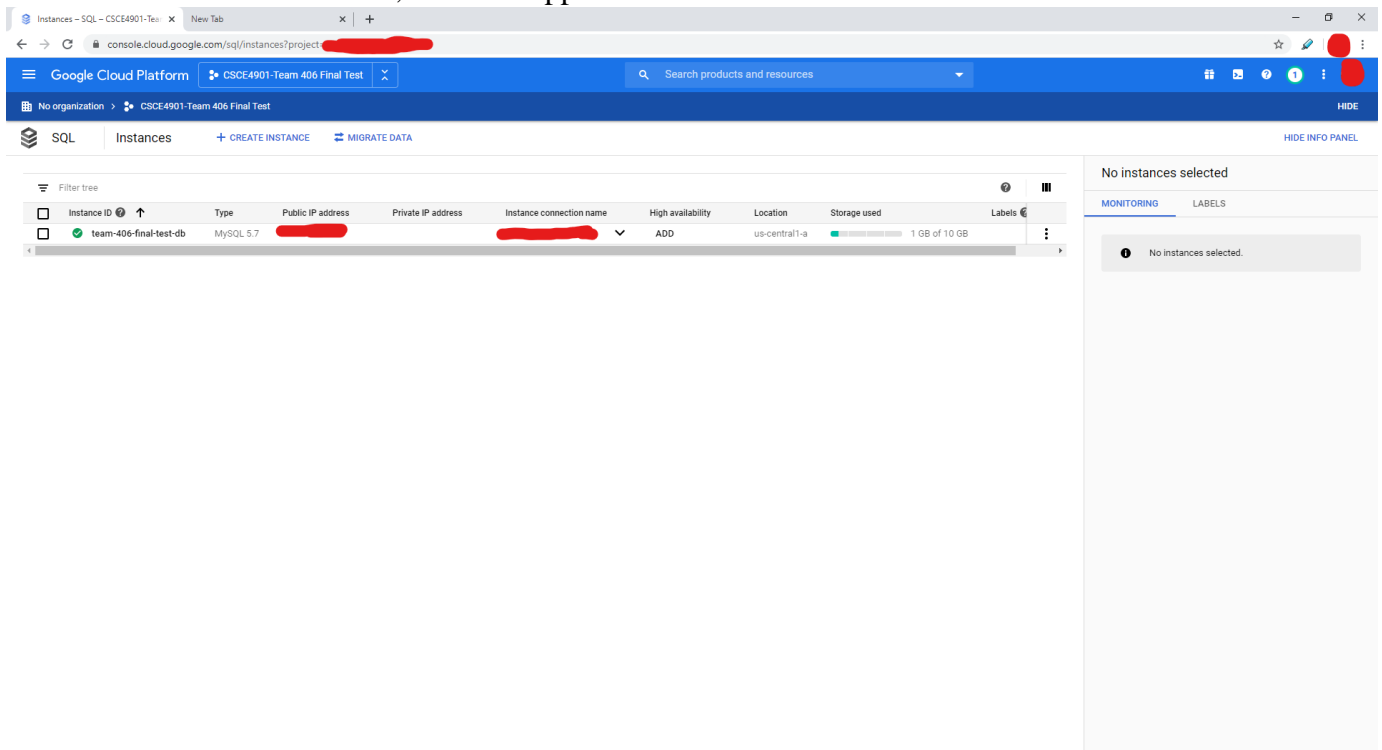 Instances – SQL – CSCE4901-Tea
New Tab
console.cloud.google.com/sql/instances?project=
Google Cloud Platform
CSCE4901-Team 406 Final Test
Search products and resources
1
No organization > CSCE4901-Team 406 Final Test
HIDE
SQL
Instances
+ CREATE INSTANCE
MIGRATE DATA
HIDE INFO PANEL
Filter tree
Instance ID Type Public IP address Private IP address Instance connection name High availability Location Storage used Labels
team-406-final-test-db MySQL 5.7 ADD us-central1-a 1 GB of 10 GB
No instances selected
MONITORING LABELS
No instances selected.